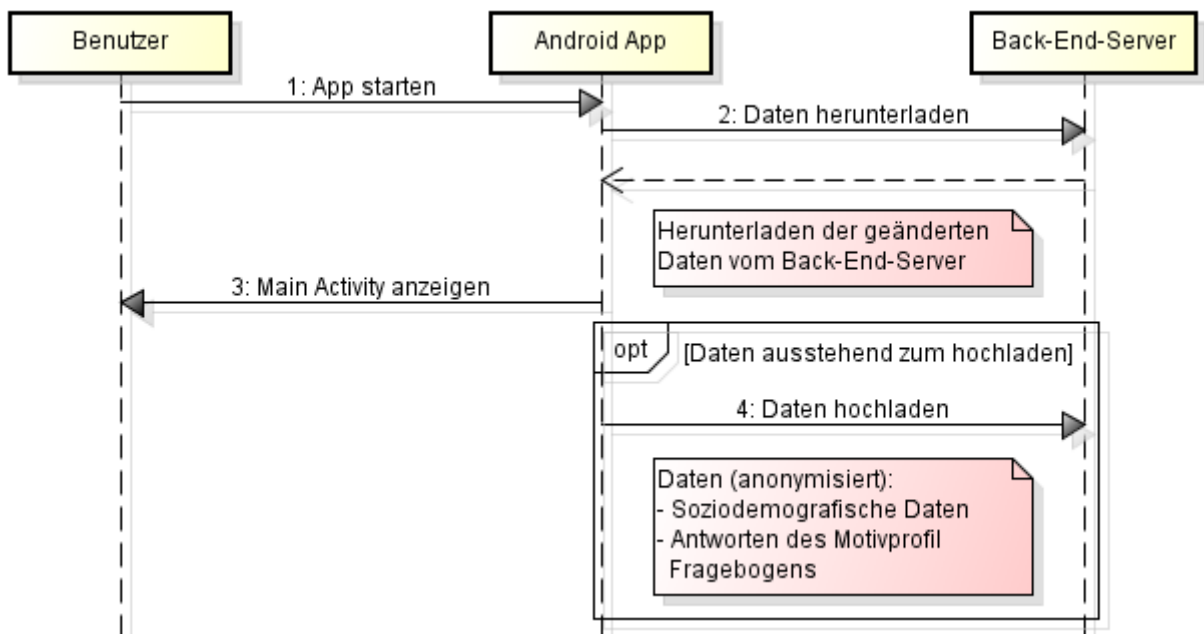 Benutzer
Android App
Back-End-Server
1: App starten
2: Daten herunterladen
Herunterladen der geänderten
Daten vom Back-End-Server
3: Main Activity anzeigen
opt
[Daten ausstehend zum hochladen]
4: Daten hochladen
Daten (anonymisiert):
- Soziodemografische Daten
- Antworten des Motivprofil
Fragebogens